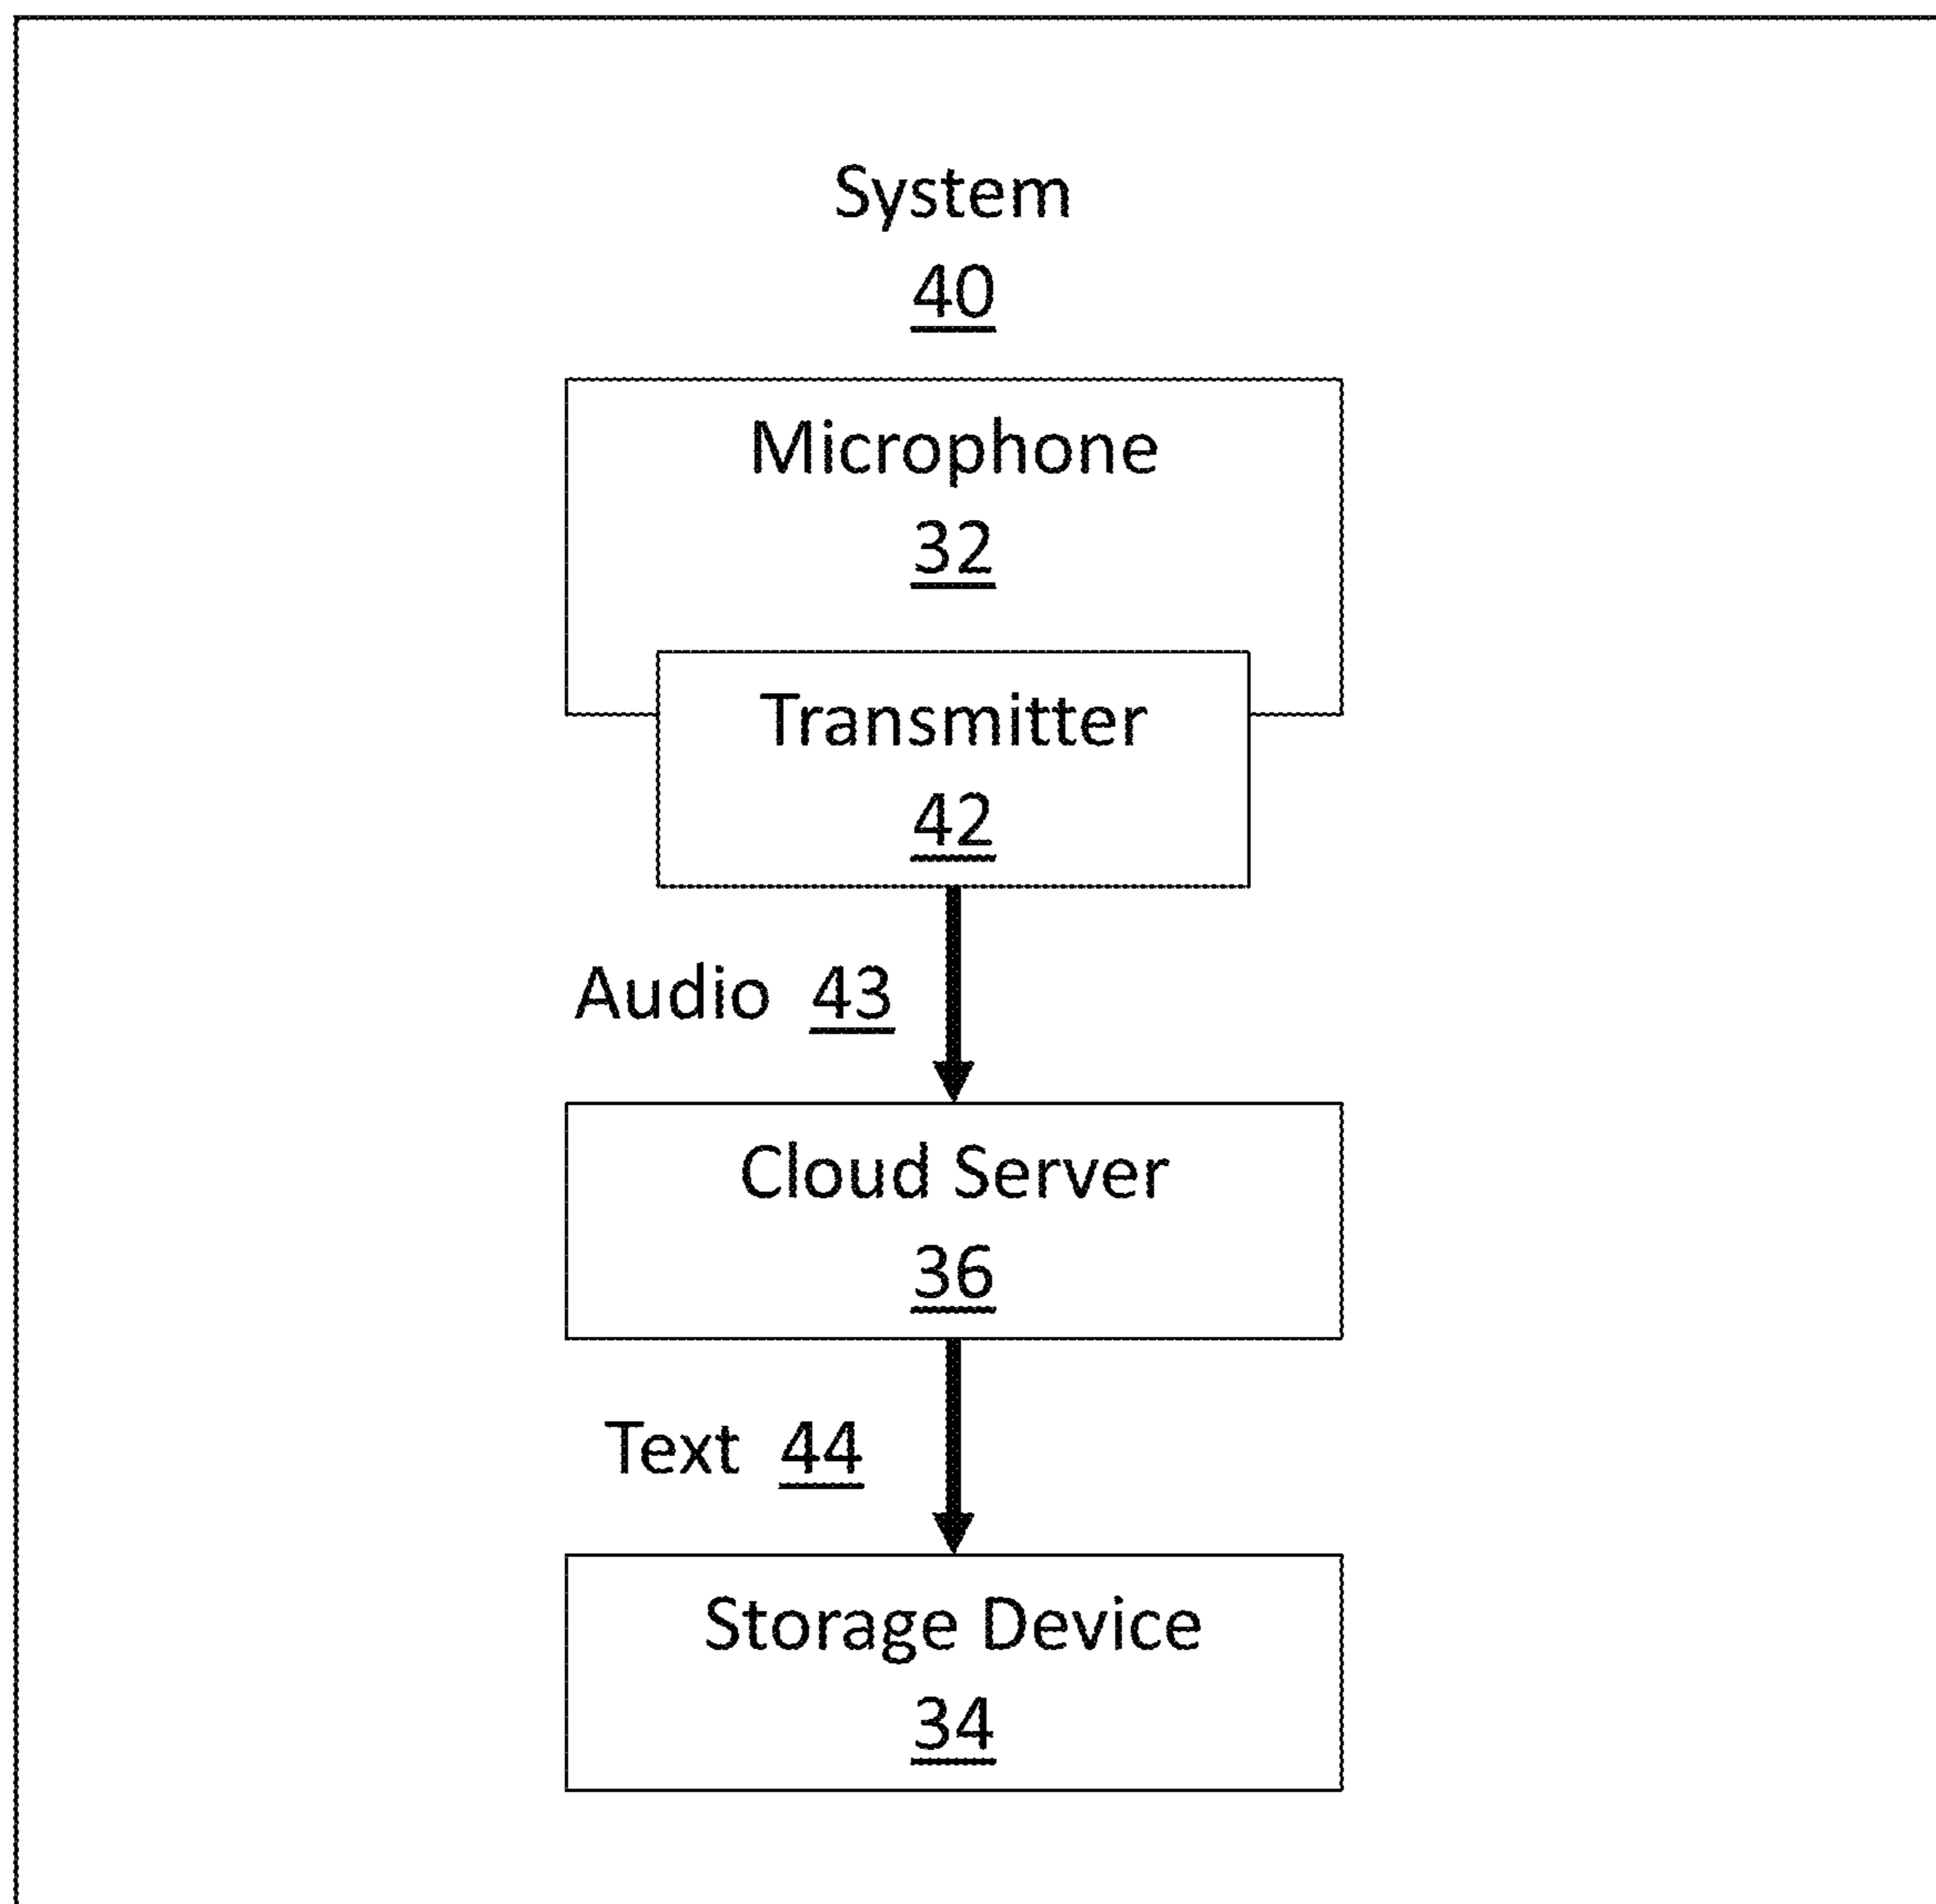 System
40
Microphone
32
Transmitter
42
Audio 43
Cloud Server
36
Text 44
Storage Device
34